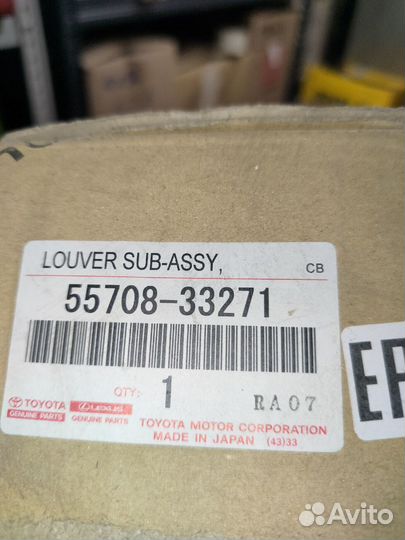 LOUVER SUB-ASSY,
CB
55708-33271
QTY: 1
RA07
TOYOTA
GENUINE PARTS
LEXUS
GENUINE PARTS
TOYOTA MOTOR CORPORATION
MADE IN JAPAN (43)33
Avito